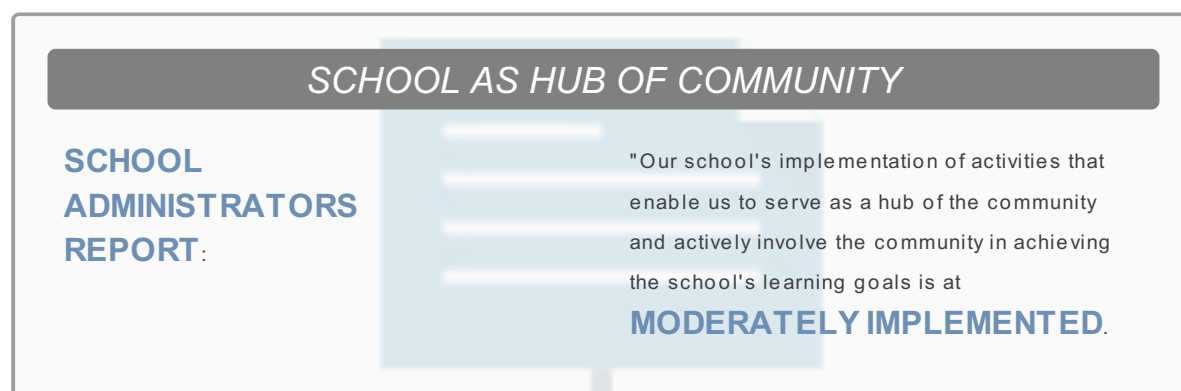 SCHOOL AS HUB OF COMMUNITY
SCHOOL
ADMINISTRATORS
REPORT:
"Our school's implementation of activities that
enable us to serve as a hub of the community
and actively involve the community in achieving
the school's learning goals is at
MODERATELY IMPLEMENTED.